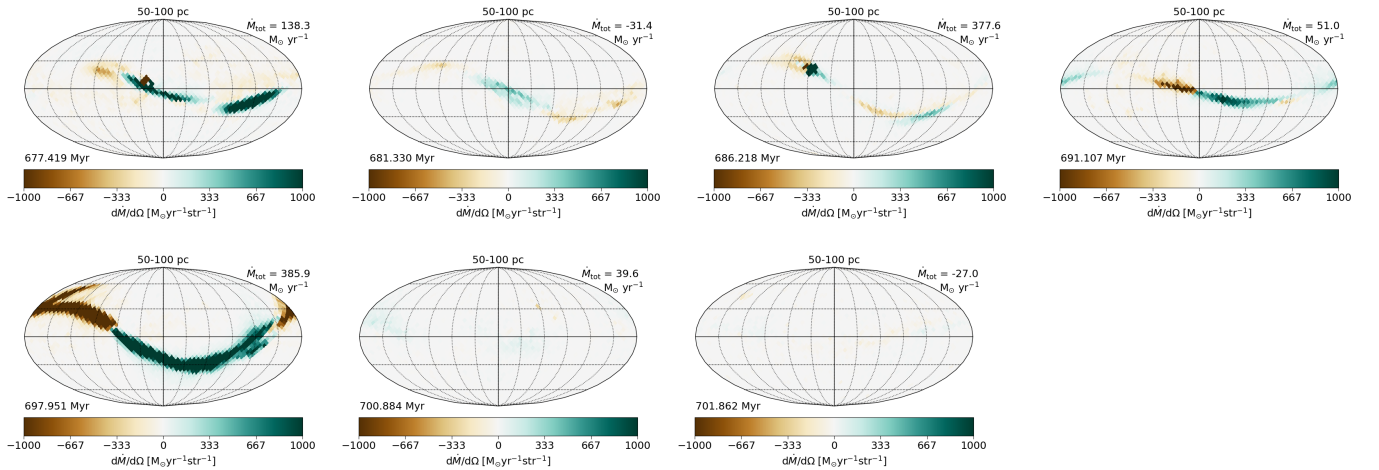 50-100 pc
Ṁtot = 138.3
M⊙ yr−1
677.419 Myr
−1000 −667 −333 0 333 667 1000
dṀ/dΩ [M⊙yr−1str−1]
50-100 pc
Ṁtot = -31.4
M⊙ yr−1
681.330 Myr
−1000 −667 −333 0 333 667 1000
dṀ/dΩ [M⊙yr−1str−1]
50-100 pc
Ṁtot = 377.6
M⊙ yr−1
686.218 Myr
−1000 −667 −333 0 333 667 1000
dṀ/dΩ [M⊙yr−1str−1]
50-100 pc
Ṁtot = 51.0
M⊙ yr−1
691.107 Myr
−1000 −667 −333 0 333 667 1000
dṀ/dΩ [M⊙yr−1str−1]
50-100 pc
Ṁtot = 385.9
M⊙ yr−1
697.951 Myr
−1000 −667 −333 0 333 667 1000
dṀ/dΩ [M⊙yr−1str−1]
50-100 pc
Ṁtot = 39.6
M⊙ yr−1
700.884 Myr
−1000 −667 −333 0 333 667 1000
dṀ/dΩ [M⊙yr−1str−1]
50-100 pc
Ṁtot = -27.0
M⊙ yr−1
701.862 Myr
−1000 −667 −333 0 333 667 1000
dṀ/dΩ [M⊙yr−1str−1]